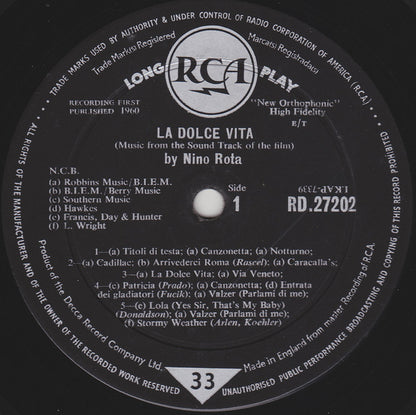 TRADE MARKS USED BY AUTHORITY & UNDER CONTROL OF RADIO CORPORATION OF AMERICA (R.C.A.)
Trade Mark(s) Registered
Marca(s) Registrada(s)
LONG RCA PLAY
RECORDING FIRST
PUBLISHED 1960
"New Orthophonic"
High Fidelity
E/T
LA DOLCE VITA
(Music from the Sound Track of the film)
by Nino Rota
N.C.B.
(a) Robbins Music/B.I.E.M.
(b) B.I.E.M./Berry Music
(c) Southern Music
(d) Hawkes
(e) Francis, Day & Hunter
(f) L. Wright
Side
1
LKAP-7339
RD.27202
1—(a) Titoli di testa; (a) Canzonetta; (a) Notturno;
2—(a) Cadillac; (b) Arrivederci Roma (Rascel); (a) Caracalla's;
3—(a) La Dolce Vita; (a) Via Veneto;
4—(c) Patricia (Prado); (a) Canzonetta; (d) Entrata
dei gladiatori (Fucik); (a) Valzer (Parlami di me);
5—(e) Lola (Yes Sir, That's My Baby)
(Donaldson); (a) Valzer (Parlami di me);
(f) Stormy Weather (Arlen, Koehler)
Product of the Decca Record Company Ltd.
Made in England from master Recording of R.C.A.
33
ALL RIGHTS OF THE MANUFACTURER AND OF THE OWNER OF THE RECORDED WORK RESERVED
UNAUTHORISED PUBLIC PERFORMANCE BROADCASTING AND COPYING OF THIS RECORD PROHIBITED